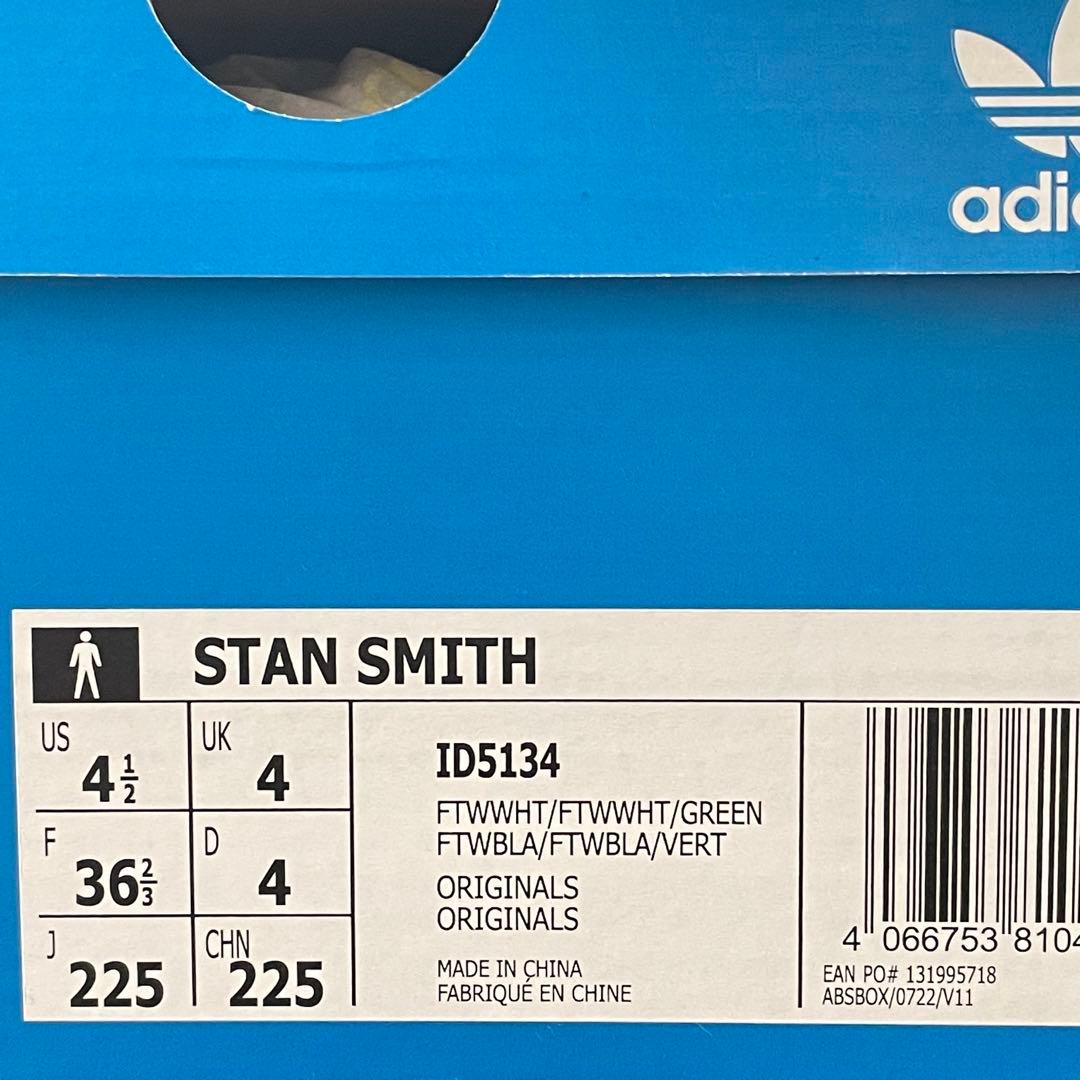 adi
STAN SMITH
US
4 1/2
UK
4
F
36 2/3
D
4
J
225
CHN
225
ID5134
FTWWHT/FTWWHT/GREEN
FTWBLA/FTWBLA/VERT
ORIGINALS
ORIGINALS
MADE IN CHINA
FABRIQUÉ EN CHINE
4 066753 8104
EAN PO# 131995718
ABSBOX/0722/V11